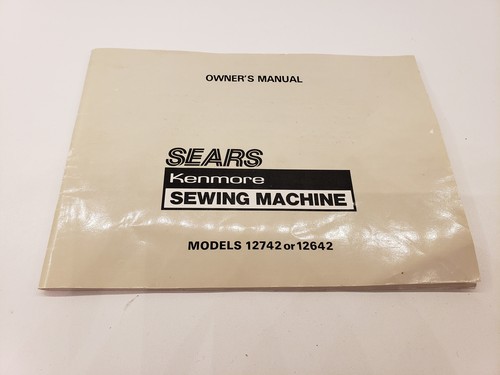 OWNER'S MANUAL
SEARS
Kenmore
SEWING MACHINE
MODELS 12742 or 12642